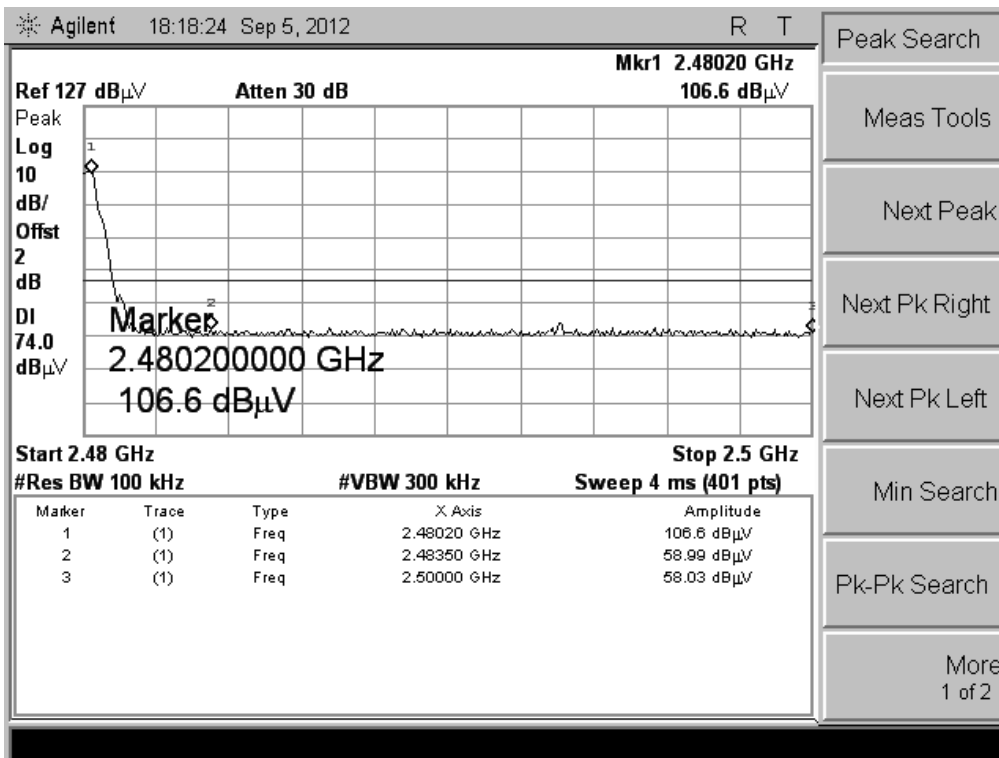 Agilent 18:18:24 Sep 5, 2012 R T
Mkr1 2.48020 GHz
Ref 127 dBµV Atten 30 dB 106.6 dBµV
Peak
Log
10
dB/
Offst
2
dB
DI
74.0
dBµV
1
2
Marker
2.480200000 GHz
106.6 dBµV
Start 2.48 GHz Stop 2.5 GHz
#Res BW 100 kHz #VBW 300 kHz Sweep 4 ms (401 pts)
Marker Trace Type X Axis Amplitude
1 (1) Freq 2.48020 GHz 106.6 dBµV
2 (1) Freq 2.48350 GHz 58.99 dBµV
3 (1) Freq 2.50000 GHz 58.03 dBµV
Peak Search
Meas Tools
Next Peak
Next Pk Right
Next Pk Left
Min Search
Pk-Pk Search
More
1 of 2